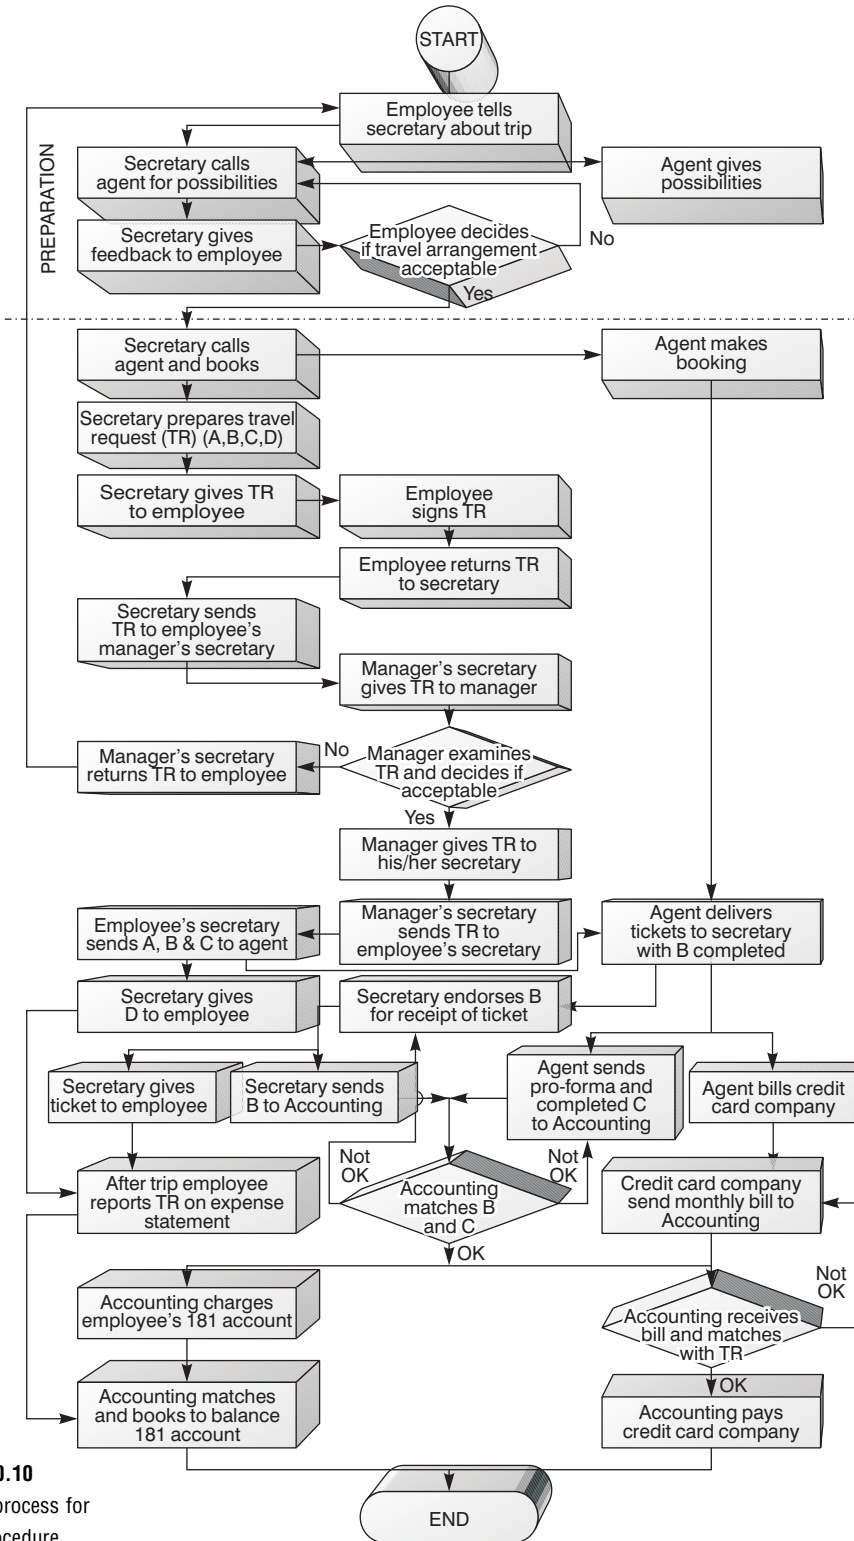 START
Employee tells
secretary about trip
PREPARATION
Secretary calls
agent for possibilities
Agent gives
possibilities
Secretary gives
feedback to employee
Employee decides
if travel arrangement
acceptable
No
Yes
Secretary calls
agent and books
Agent makes
booking
Secretary prepares travel
request (TR) (A,B,C,D)
Secretary gives TR
to employee
Employee
signs TR
Employee returns TR
to secretary
Secretary sends
TR to employee's
manager's secretary
Manager's secretary
gives TR to manager
Manager's secretary
returns TR to employee
No
Manager examines
TR and decides if
acceptable
Yes
Manager gives TR to
his/her secretary
Employee's secretary
sends A, B & C to agent
Manager's secretary
sends TR to
employee's secretary
Agent delivers
tickets to secretary
with B completed
Secretary gives
D to employee
Secretary endorses B
for receipt of ticket
Secretary gives
ticket to employee
Secretary sends
B to Accounting
Agent sends
pro-forma and
completed C
to Accounting
Agent bills credit
card company
Not
OK
Not
OK
After trip employee
reports TR on expense
statement
Accounting
matches B
and C
Credit card company
send monthly bill to
Accounting
OK
Accounting charges
employee's 181 account
Not
OK
Accounting receives
bill and matches
with TR
OK
Accounting matches
and books to balance
181 account
Accounting pays
credit card company
0.10
process for
ocedure
END